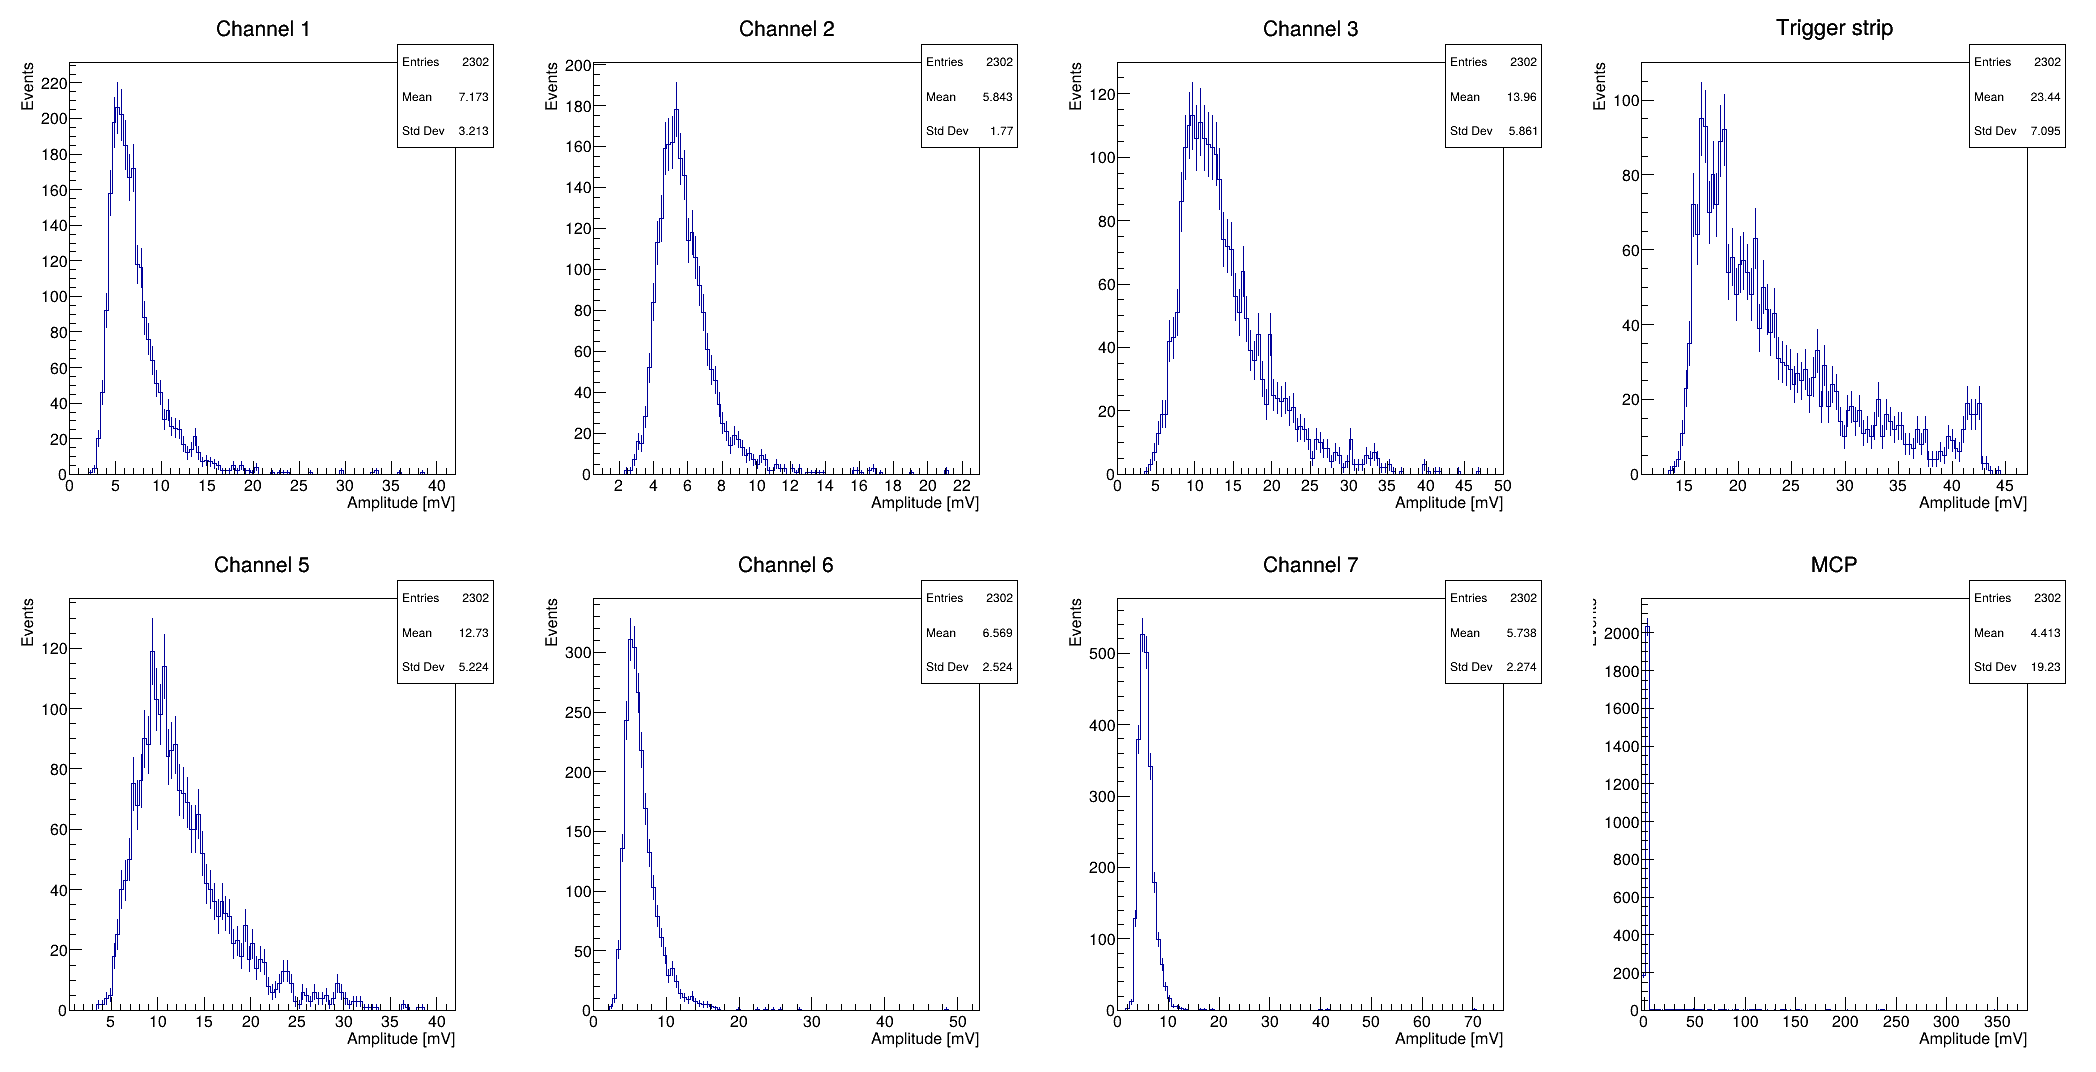 Channel 1
Entries 2302
Mean 7.173
Std Dev 3.213
Events
220
200
180
160
140
120
100
80
60
40
20
0
0 5 10 15 20 25 30 35 40
Amplitude [mV]
Channel 2
Entries 2302
Mean 5.843
Std Dev 1.77
Events
200
180
160
140
120
100
80
60
40
20
0
2 4 6 8 10 12 14 16 18 20 22
Amplitude [mV]
Channel 3
Entries 2302
Mean 13.96
Std Dev 5.861
Events
120
100
80
60
40
20
0
0 5 10 15 20 25 30 35 40 45 50
Amplitude [mV]
Trigger strip
Entries 2302
Mean 23.44
Std Dev 7.095
Events
100
80
60
40
20
0
15 20 25 30 35 40 45
Amplitude [mV]
Channel 5
Entries 2302
Mean 12.73
Std Dev 5.224
Events
120
100
80
60
40
20
0
5 10 15 20 25 30 35 40
Amplitude [mV]
Channel 6
Entries 2302
Mean 6.569
Std Dev 2.524
Events
300
250
200
150
100
50
0
0 10 20 30 40 50
Amplitude [mV]
Channel 7
Entries 2302
Mean 5.738
Std Dev 2.274
Events
500
400
300
200
100
0
0 10 20 30 40 50 60 70
Amplitude [mV]
MCP
Entries 2302
Mean 4.413
Std Dev 19.23
Events
2000
1800
1600
1400
1200
1000
800
600
400
200
0
0 50 100 150 200 250 300 350
Amplitude [mV]